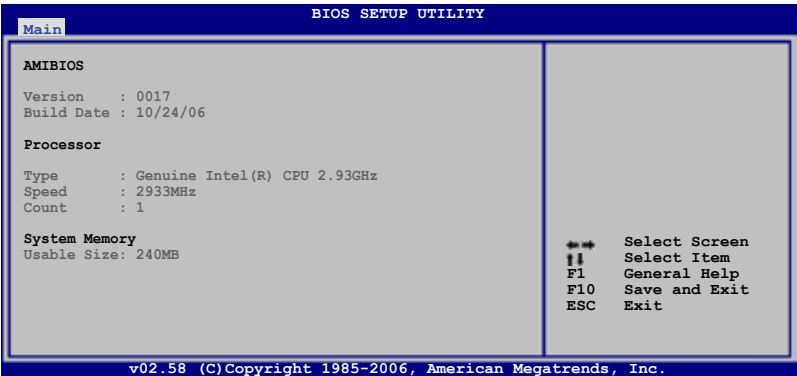 BIOS SETUP UTILITY
Main
AMIBIOS
Version : 0017
Build Date : 10/24/06
Processor
Type : Genuine Intel(R) CPU 2.93GHz
Speed : 2933MHz
Count : 1
System Memory
Usable Size: 240MB
←→ Select Screen
↑↓ Select Item
F1 General Help
F10 Save and Exit
ESC Exit
v02.58 (C)Copyright 1985-2006, American Megatrends, Inc.